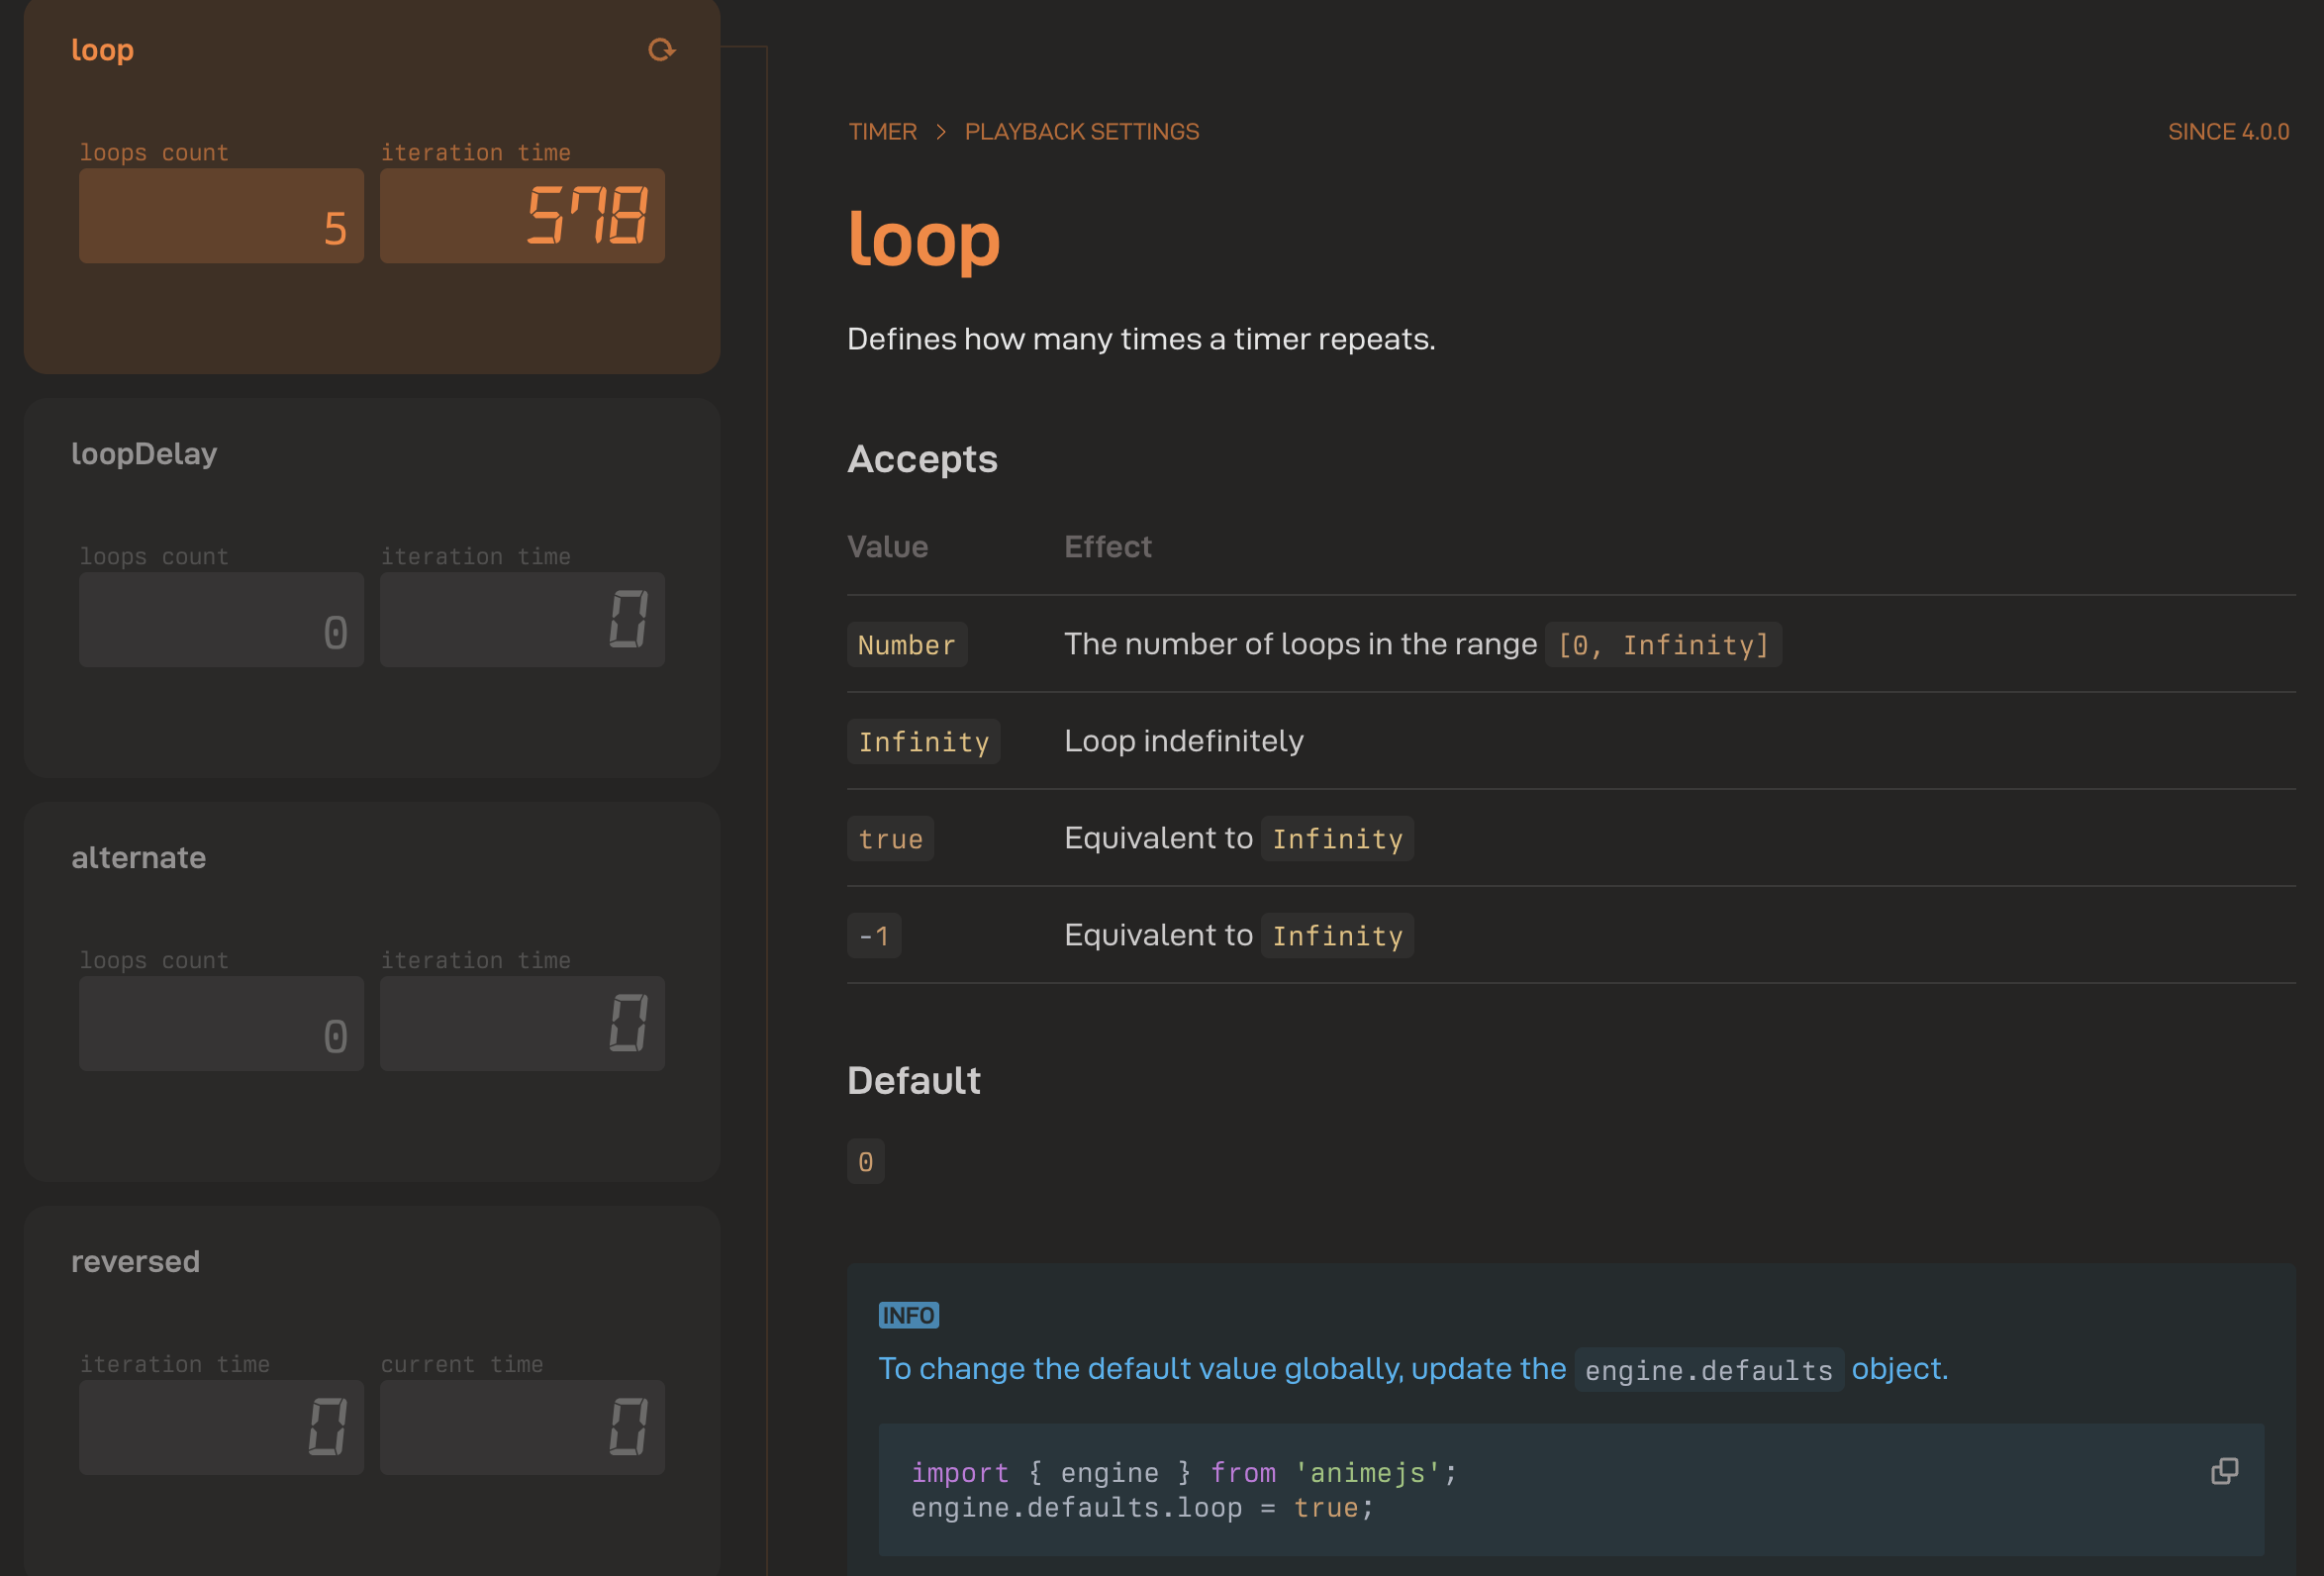 loop
loops count iteration time
5 578
loopDelay
loops count iteration time
0 0
alternate
loops count iteration time
0 0
reversed
iteration time current time
0 0
TIMER > PLAYBACK SETTINGS SINCE 4.0.0
loop
Defines how many times a timer repeats.
Accepts
Value Effect
Number The number of loops in the range [0, Infinity]
Infinity Loop indefinitely
true Equivalent to Infinity
-1 Equivalent to Infinity
Default
0
INFO
To change the default value globally, update the engine.defaults object.
import { engine } from 'animejs';
engine.defaults.loop = true;